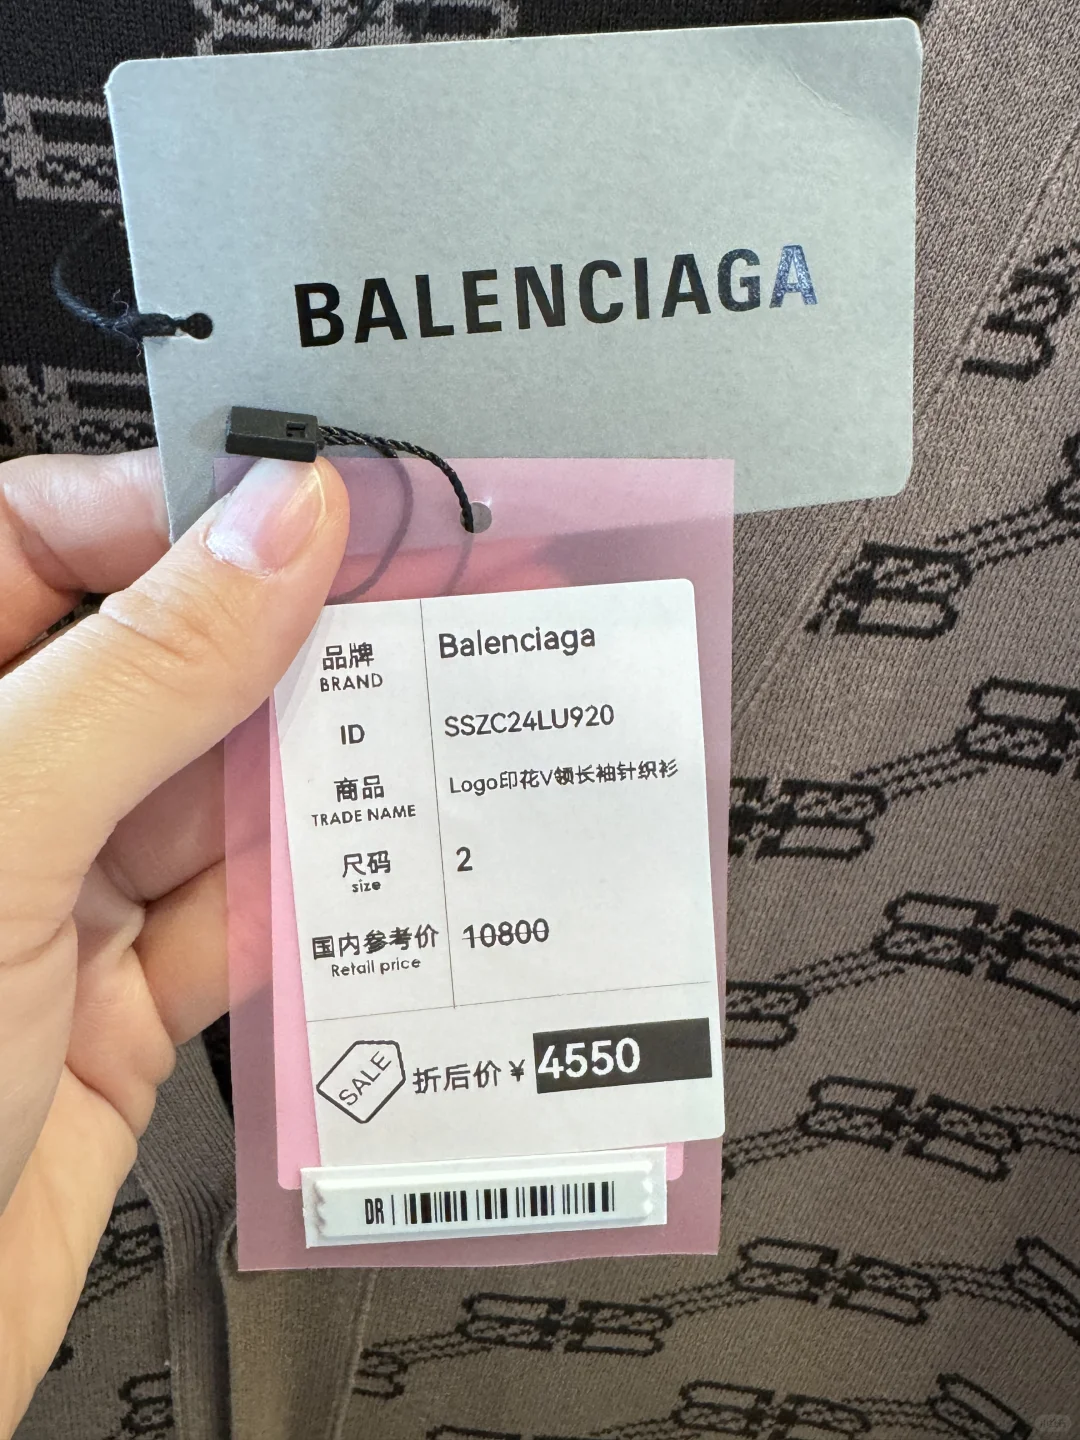 BALENCIAGA
品牌
BRAND
Balenciaga
ID
SSZC24LU920
商品
TRADE NAME
Logo印花V领长袖针织衫
尺码
size
2
国内参考价
Retail price
10800
SALE
折后价 ¥ 4550
DR